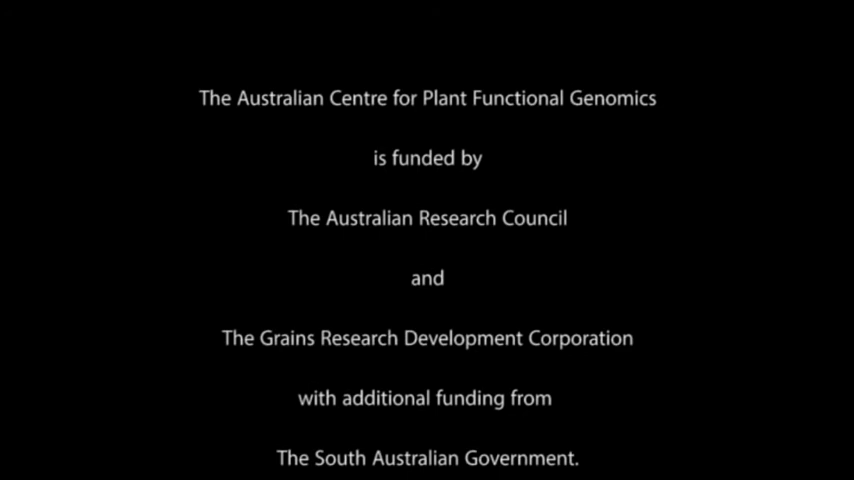 The Australian Centre for Plant Functional Genomics
is funded by
The Australian Research Council
and
The Grains Research Development Corporation
with additional funding from
The South Australian Government.